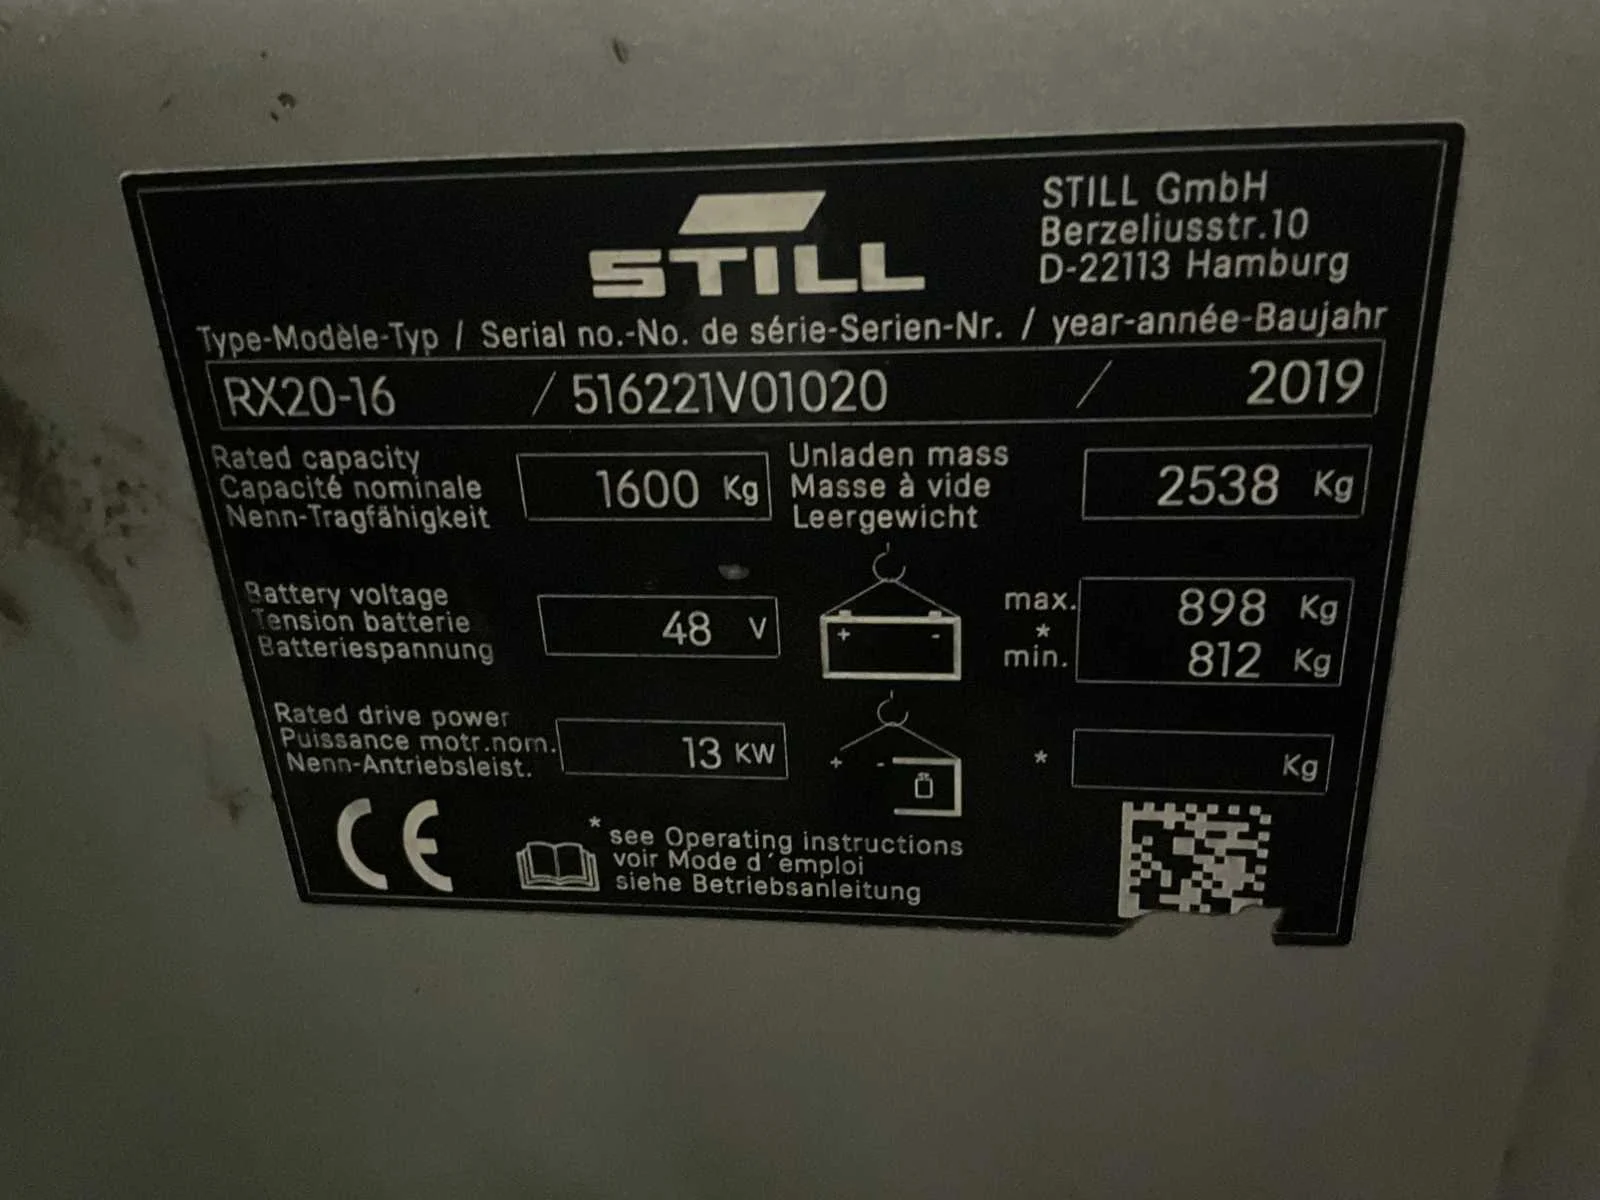 STILL
STILL GmbH
Berzeliusstr.10
D-22113 Hamburg
Type-Modèle-Typ / Serial no.-No. de série-Serien-Nr. / year-année-Baujahr
RX20-16 / 516221V01020 / 2019
Rated capacity
Capacité nominale
Nenn-Tragfähigkeit
1600 Kg
Unladen mass
Masse à vide
Leergewicht
2538 Kg
Battery voltage
Tension batterie
Batteriespannung
48 V
+ -
max. 898 Kg
*
min. 812 Kg
Rated drive power
Puissance motr.nom.
Nenn-Antriebsleist.
13 KW
+ -
* Kg
CE
* see Operating instructions
voir Mode d'emploi
siehe Betriebsanleitung